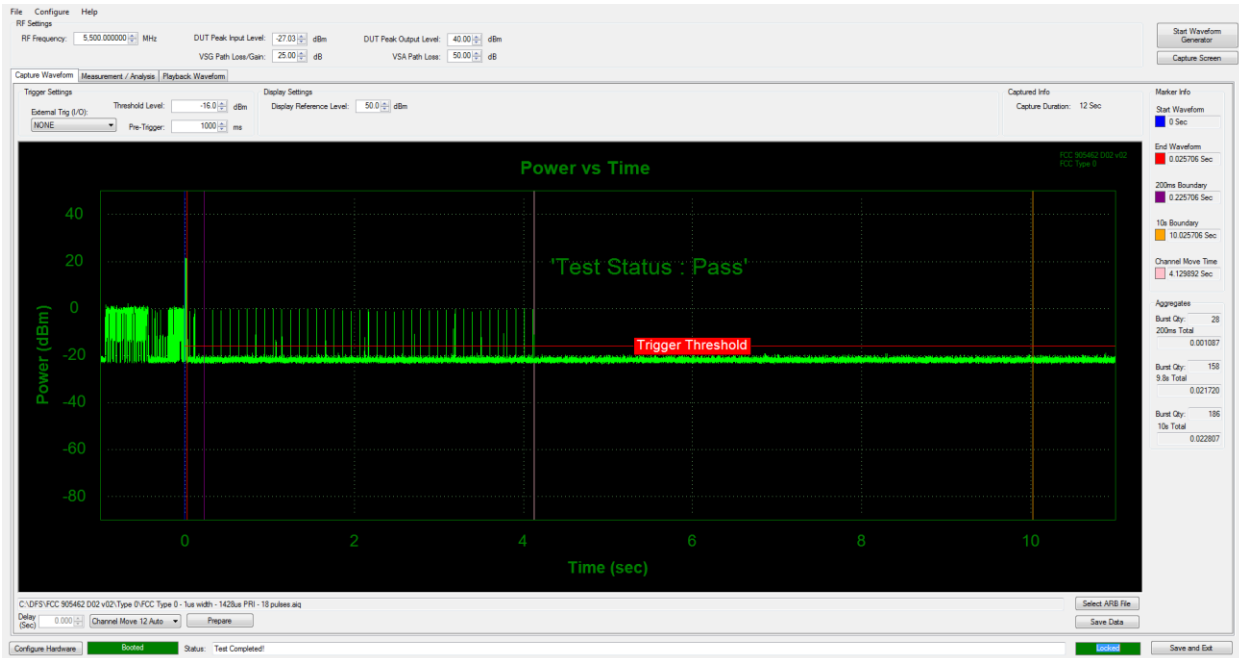 File Configure Help
RF Settings
RF Frequency: 5,500.000000 MHz DUT Peak Input Level: -27.03 dBm DUT Peak Output Level: 40.00 dBm
VSG Path Loss/Gain: 25.00 dB VSA Path Loss: 50.00 dB
Start Waveform
Generator
Capture Screen
Capture Waveform Measurement / Analysis Playback Waveform
Trigger Settings
External Trig (I/O):
NONE
Threshold Level: -16.0 dBm
Pre-Trigger: 1000 ms
Display Settings
Display Reference Level: 50.0 dBm
Captured Info
Capture Duration: 12 Sec
Marker Info
Start Waveform
0 Sec
End Waveform
0.025706 Sec
200ms Boundary
0.225706 Sec
10s Boundary
10.025706 Sec
Channel Move Time
4.129892 Sec
Aggregates
Burst Qty: 28
200ms Total
0.001087
Burst Qty: 158
9.8s Total
0.021720
Burst Qty: 186
10s Total
0.022807
Power vs Time
FCC 905462 D02 v02
FCC Type 0
'Test Status : Pass'
Trigger Threshold
Power (dBm)
40
20
0
-20
-40
-60
-80
0 2 4 6 8 10
Time (sec)
C:\DFS\FCC 905462 D02 v02\Type 0\FCC Type 0 - 1us width - 1428us PRI - 18 pulses.aiq
Select ARB File
Delay
(Sec) 0.000 Channel Move 12 Auto Prepare
Save Data
Configure Hardware Booted Status: Test Completed! Locked Save and Exit